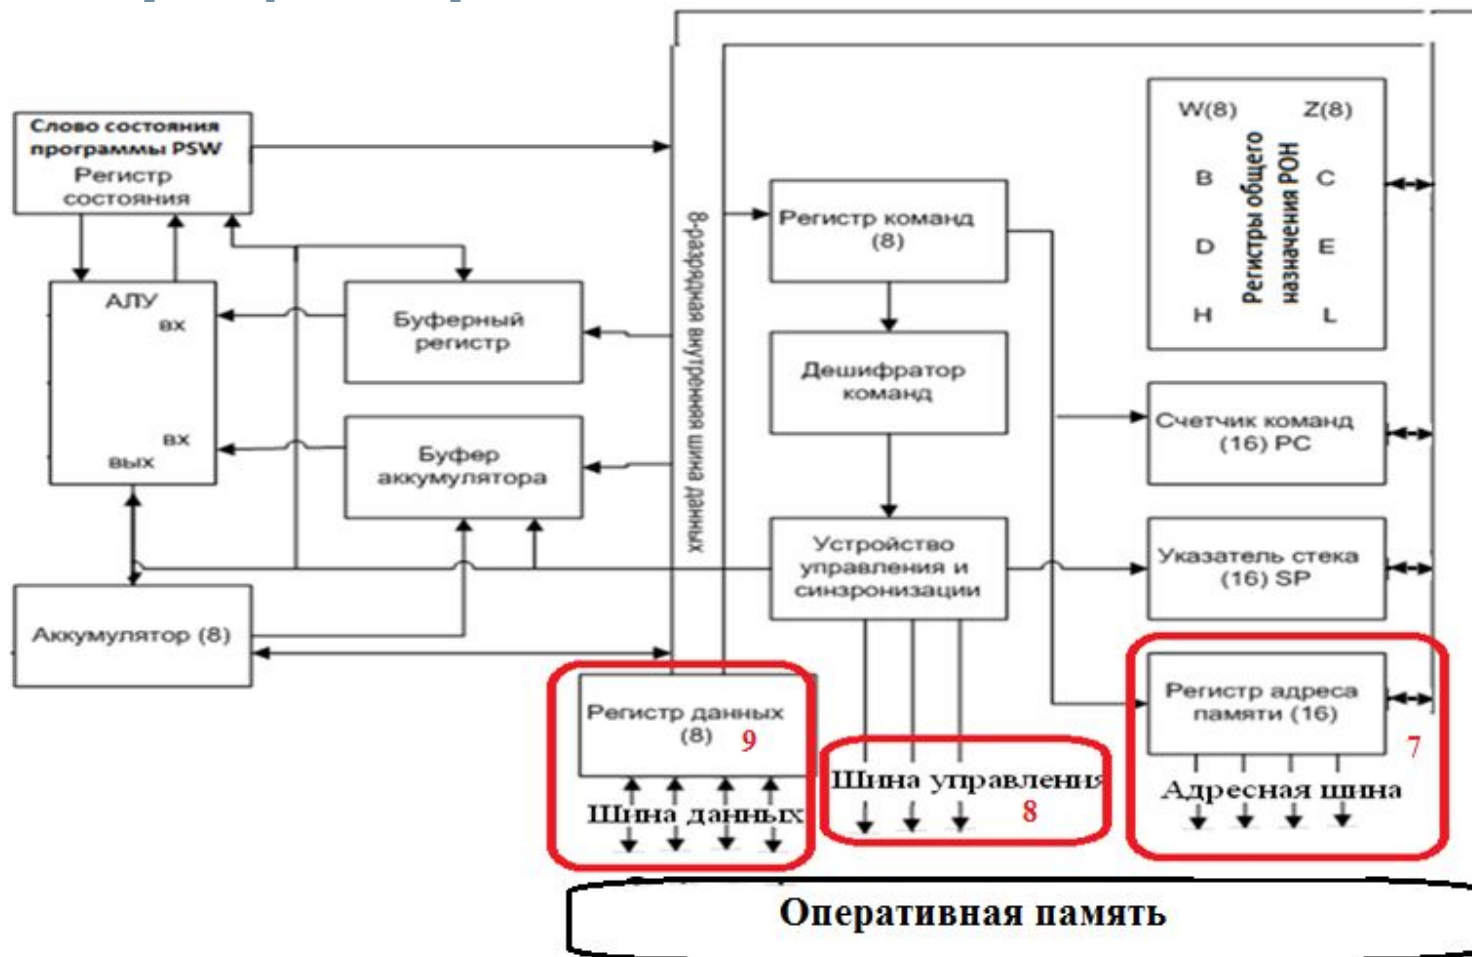 Слово состояния
программы PSW
Регистр
состояния
АЛУ
вх
вх
вых
Буферный
регистр
Буфер
аккумулятора
Аккумулятор (8)
8-разрядная внутренняя шина данных
Регистр команд
(8)
Дешифратор
команд
Устройство
управления и
синзронизации
W(8) Z(8)
B C
D E
H L
Регистры общего
назначения РОН
Счетчик команд
(16) PC
Указатель стека
(16) SP
Регистр адреса
памяти (16)
7
Адресная шина
Регистр данных
(8) 9
Шина данных
Шина управления
8
Оперативная память